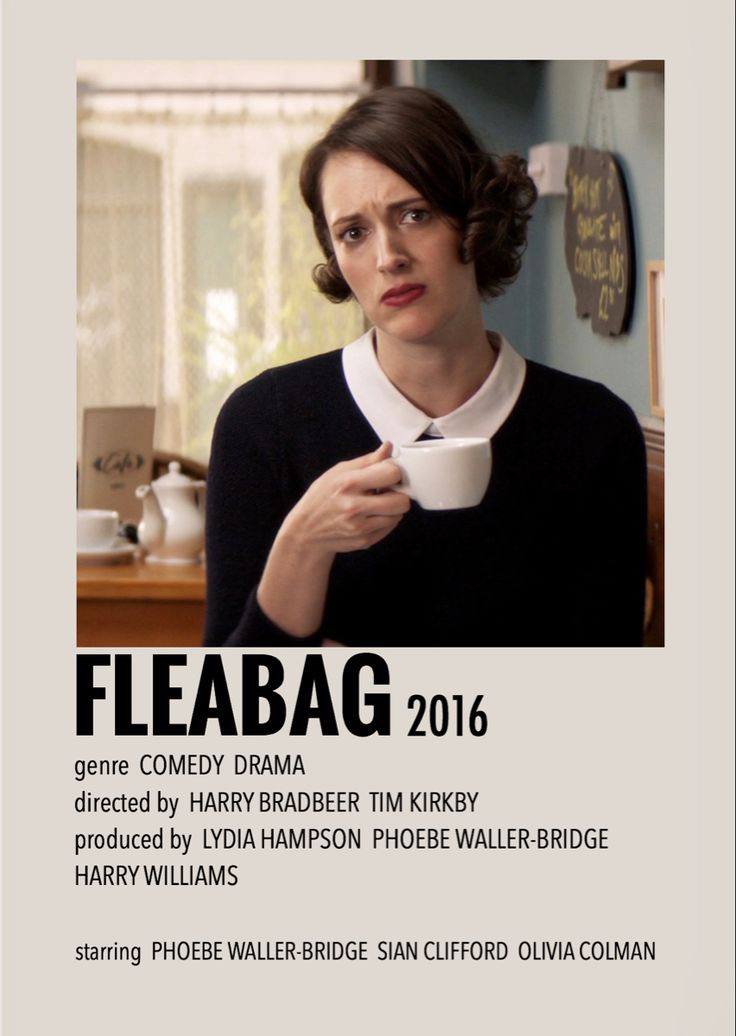 Café
FLEABAG 2016
genre COMEDY DRAMA
directed by HARRY BRADBEER TIM KIRKBY
produced by LYDIA HAMPSON PHOEBE WALLER-BRIDGE
HARRY WILLIAMS
starring PHOEBE WALLER-BRIDGE SIAN CLIFFORD OLIVIA COLMAN